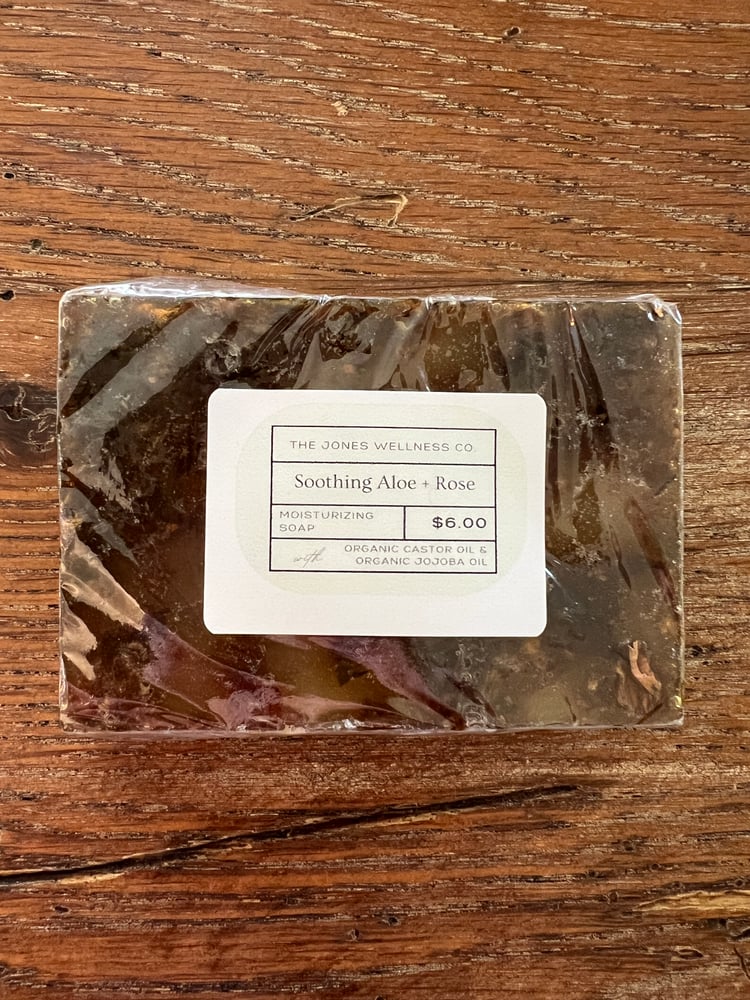 THE JONES WELLNESS CO.
Soothing Aloe + Rose
MOISTURIZING
SOAP
$6.00
with
ORGANIC CASTOR OIL &
ORGANIC JOJOBA OIL